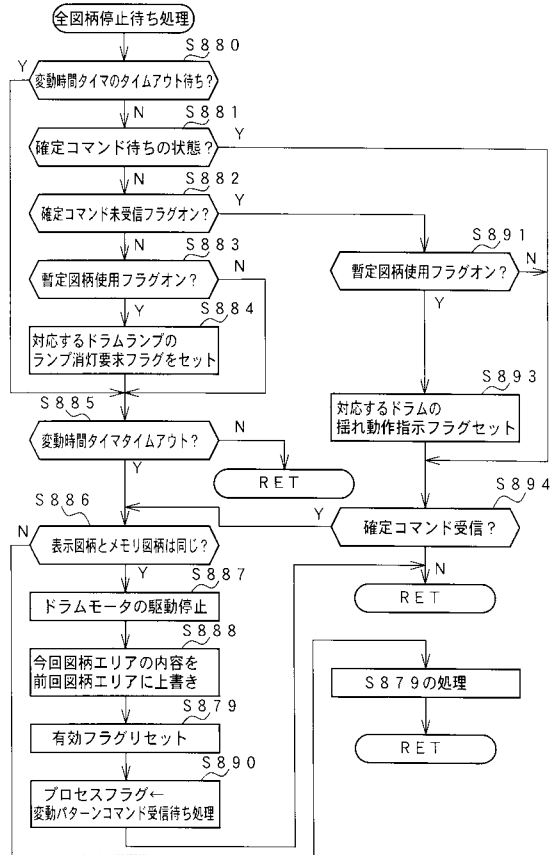 全図柄停止待ち処理
S880
Y
変動時間タイマのタイムアウト待ち?
N
S881
確定コマンド待ちの状態?
Y
N
S882
確定コマンド未受信フラグオン?
Y
N
S883
暫定図柄使用フラグオン?
N
Y
S884
対応するドラムランプの
ランプ消灯要求フラグをセット
S891
暫定図柄使用フラグオン?
N
Y
S893
対応するドラムの
揺れ動作指示フラグセット
S885
変動時間タイマタイムアウト?
N
Y
RET
S894
確定コマンド受信?
Y
N
RET
S886
N
表示図柄とメモリ図柄は同じ?
Y
S887
ドラムモータの駆動停止
S888
今回図柄エリアの内容を
前回図柄エリアに上書き
S879
有効フラグリセット
S890
プロセスフラグ←
変動パターンコマンド受信待ち処理
S879の処理
RET